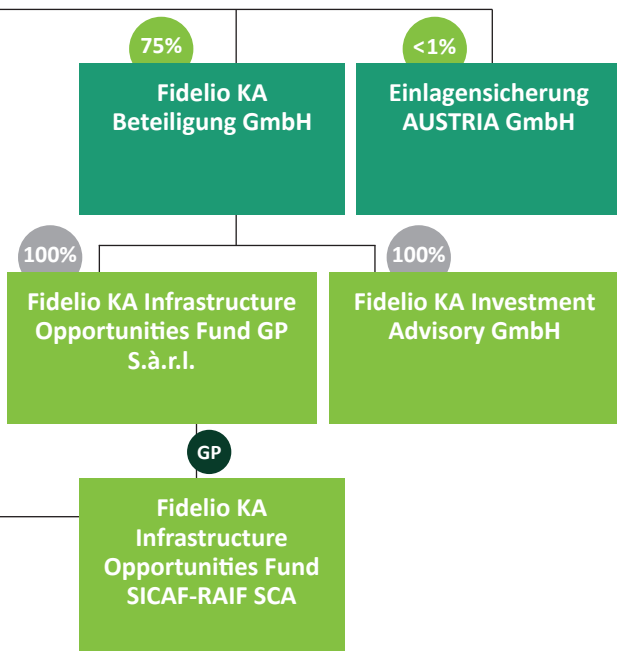 75%
Fidelio KA
Beteiligung GmbH
<1%
Einlagensicherung
AUSTRIA GmbH
100%
Fidelio KA Infrastructure
Opportunities Fund GP
S.à.r.l.
100%
Fidelio KA Investment
Advisory GmbH
GP
Fidelio KA
Infrastructure
Opportunities Fund
SICAF-RAIF SCA